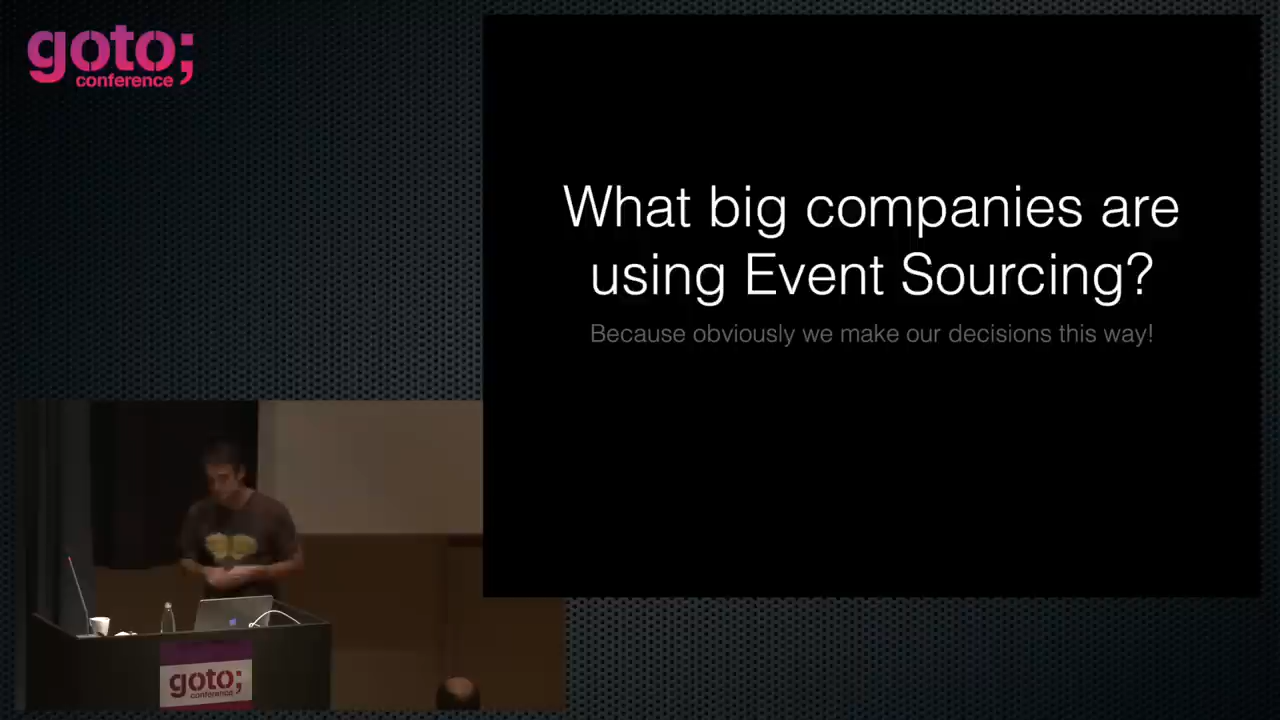 goto;
conference
What big companies are
using Event Sourcing?
Because obviously we make our decisions this way!
goto;
conference